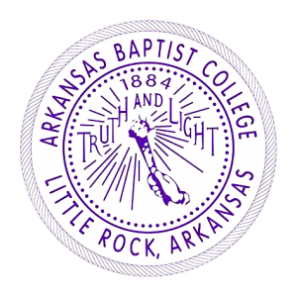 ARKANSAS BAPTIST COLLEGE
1884
TRUTH AND LIGHT
LITTLE ROCK, ARKANSAS